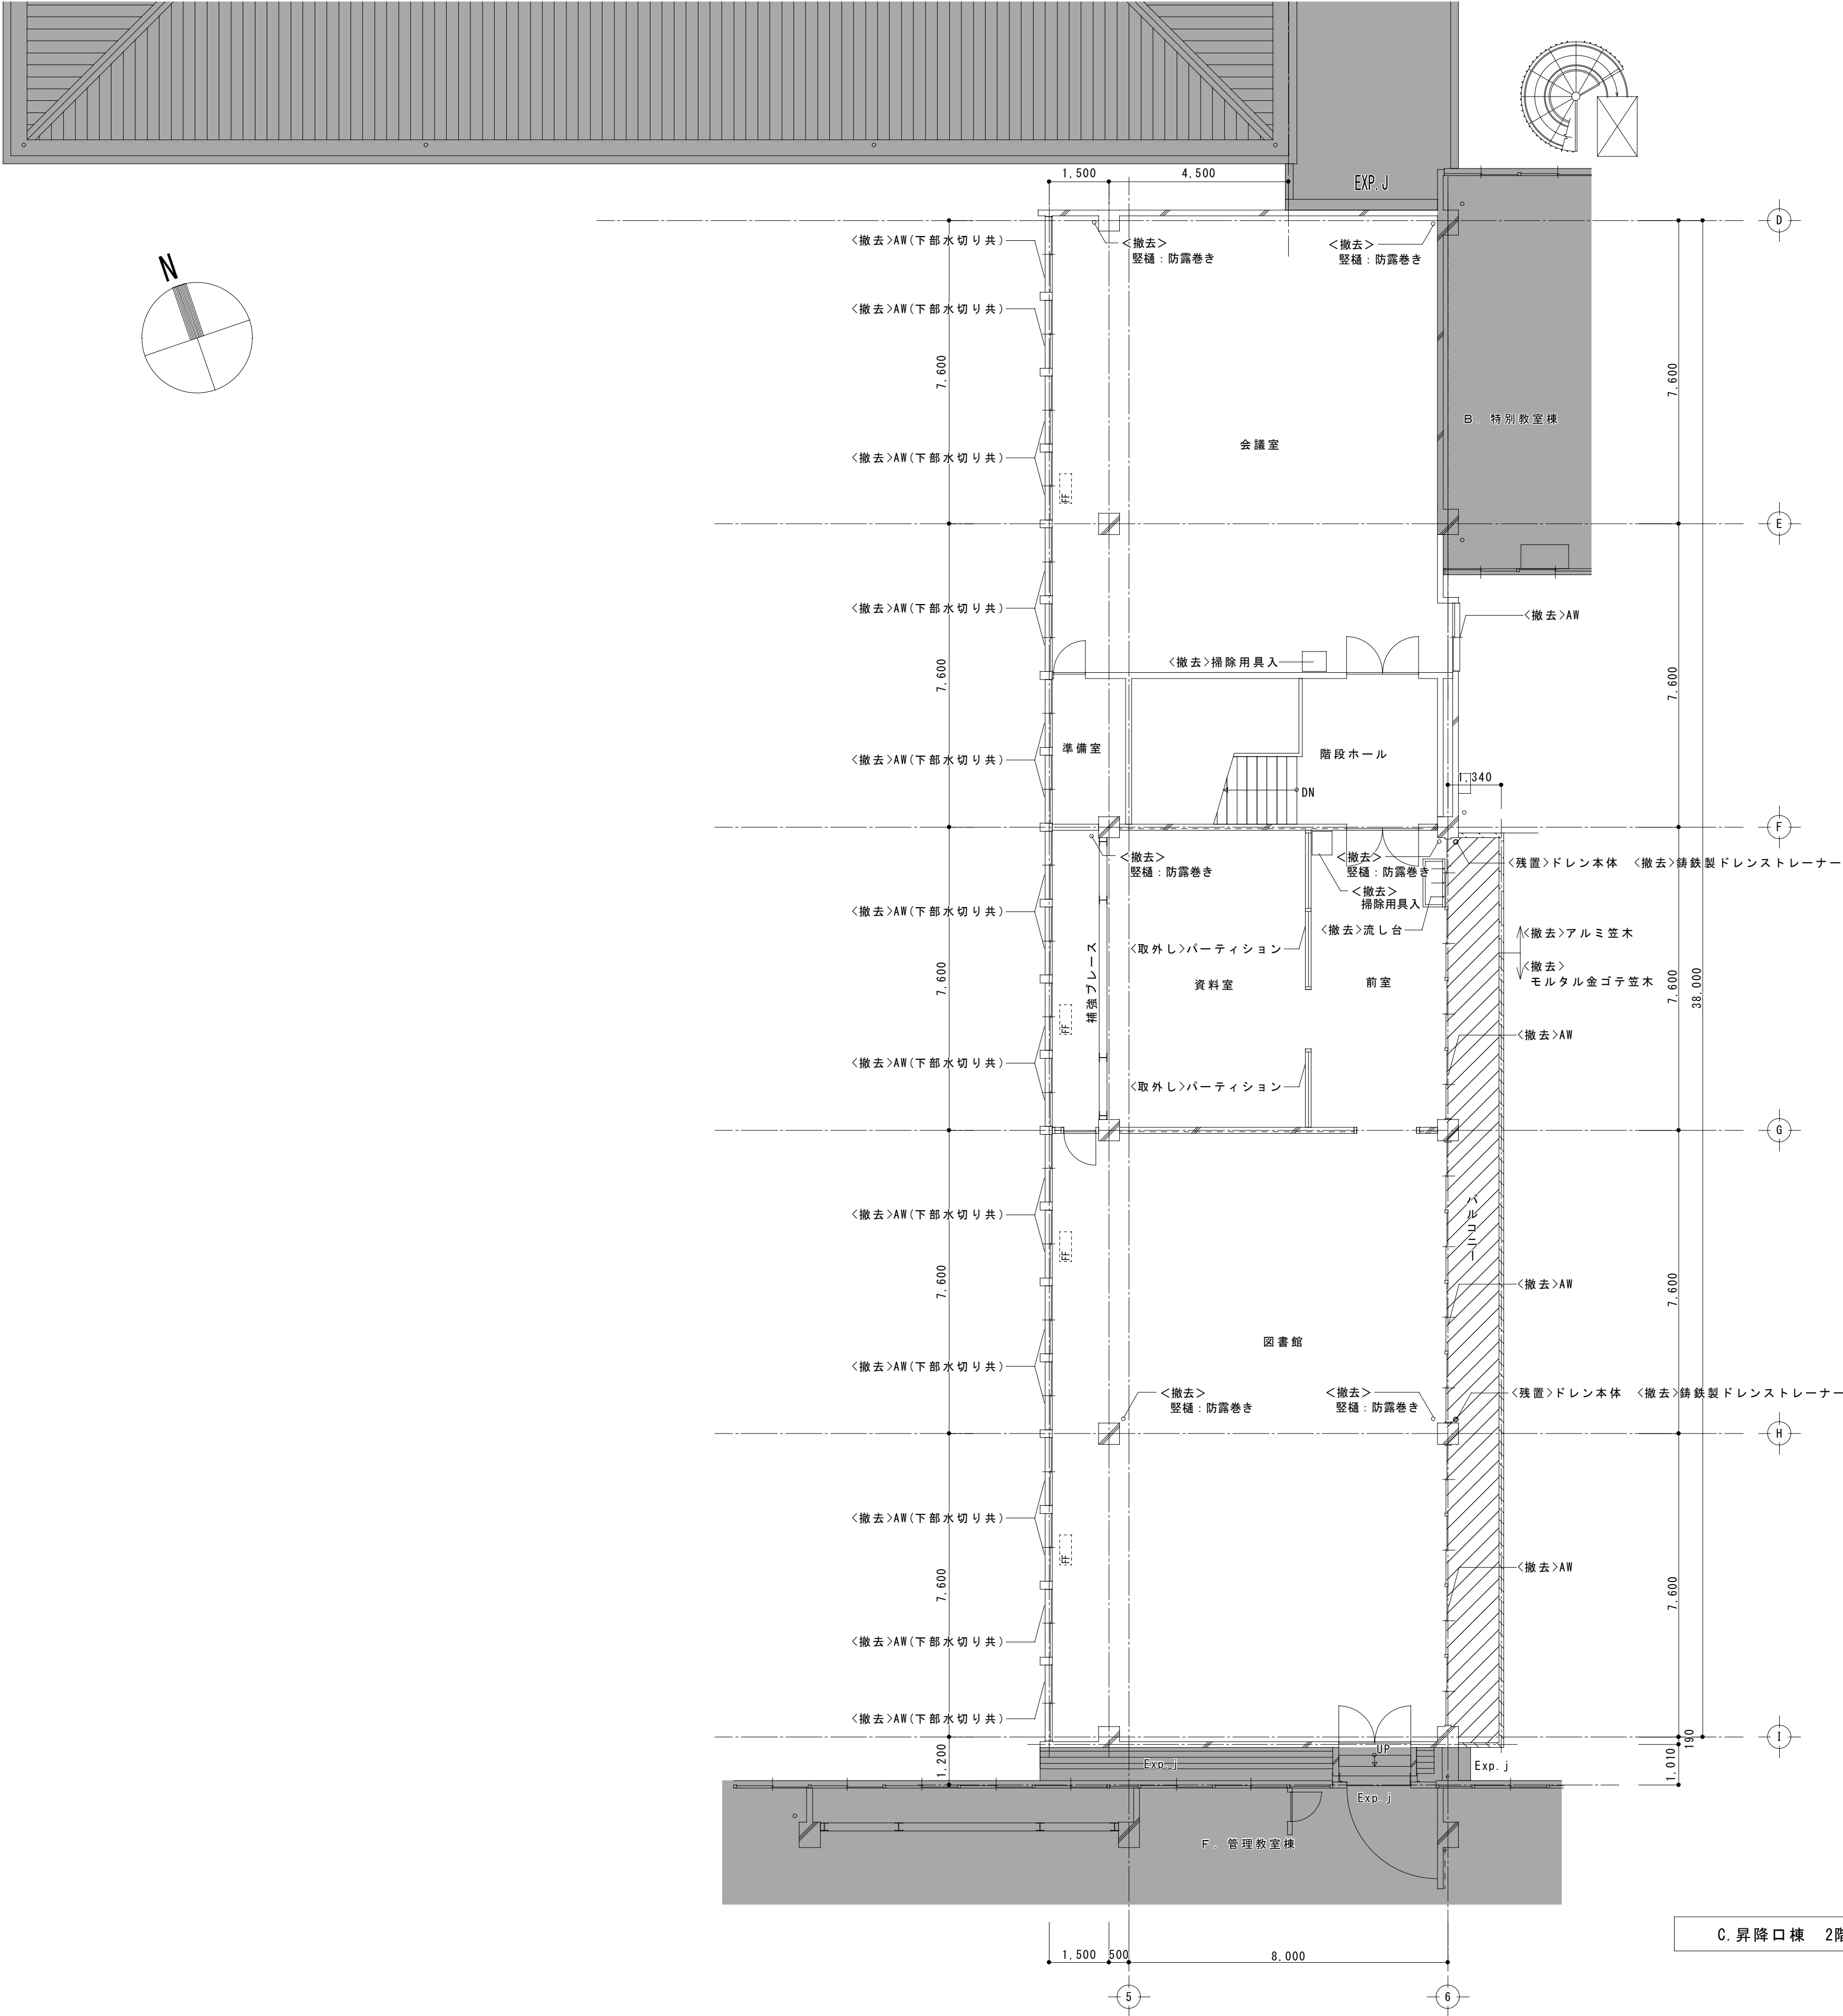 1,500
4,500
EXP.J
D
N
<撤去>AW(下部水切り共)
<撤去>
竪樋:防露巻き
<撤去>
竪樋:防露巻き
<撤去>AW(下部水切り共)
7,600
7,600
B. 特別教室棟
会議室
<撤去>AW(下部水切り共)
FF
E
<撤去>AW(下部水切り共)
<撤去>AW
<撤去>掃除用具入
7,600
7,600
準備室
階段ホール
<撤去>AW(下部水切り共)
1,340
DN
F
<撤去>
竪樋:防露巻き
<撤去>
竪樋:防露巻き
<残置>ドレン本体 <撤去>鋳鉄製ドレンストレーナー
<撤去>
掃除用具入
<撤去>AW(下部水切り共)
<撤去>流し台
<撤去>アルミ笠木
<取外し>パーティション
<撤去>
モルタル金ゴテ笠木
補強ブレース
資料室
前室
7,600
7,600
38,000
FF
<撤去>AW
<撤去>AW(下部水切り共)
<取外し>パーティション
G
<撤去>AW(下部水切り共)
バルコニー
FF
7,600
7,600
<撤去>AW
図書館
<撤去>AW(下部水切り共)
<撤去>
竪樋:防露巻き
<撤去>
竪樋:防露巻き
<残置>ドレン本体 <撤去>鋳鉄製ドレンストレーナー
H
<撤去>AW(下部水切り共)
FF
<撤去>AW
7,600
7,600
<撤去>AW(下部水切り共)
<撤去>AW(下部水切り共)
I
190
UP
1,200
Exp.j
Exp.j
1,010
Exp.j
F. 管理教室棟
C.昇降口棟 2階
1,500
500
8,000
5
6